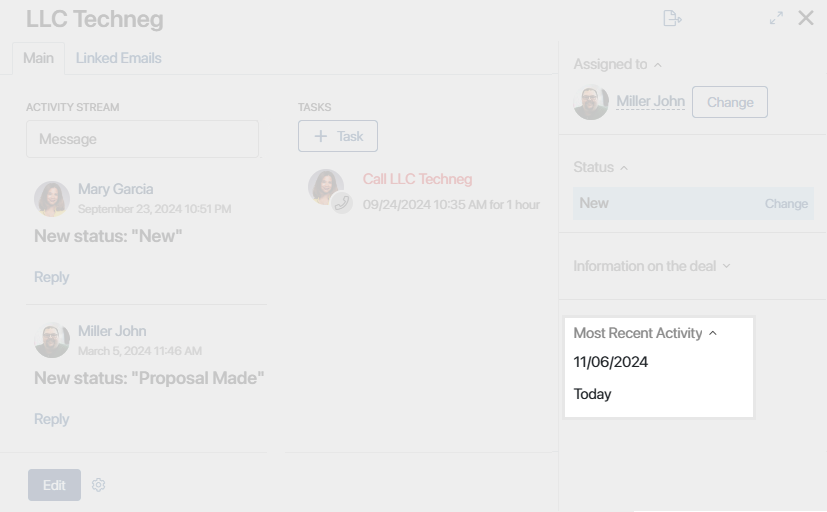 LLC Techneg
Main
Linked Emails
ACTIVITY STREAM
Message
Mary Garcia
September 23, 2024 10:51 PM
New status: "New"
Reply
Miller John
March 5, 2024 11:46 AM
New status: "Proposal Made"
Reply
Edit
TASKS
Task
Call LLC Techneg
09/24/2024 10:35 AM for 1 hour
Assigned to
Miller John
Change
Status
New
Change
Information on the deal
Most Recent Activity
11/06/2024
Today